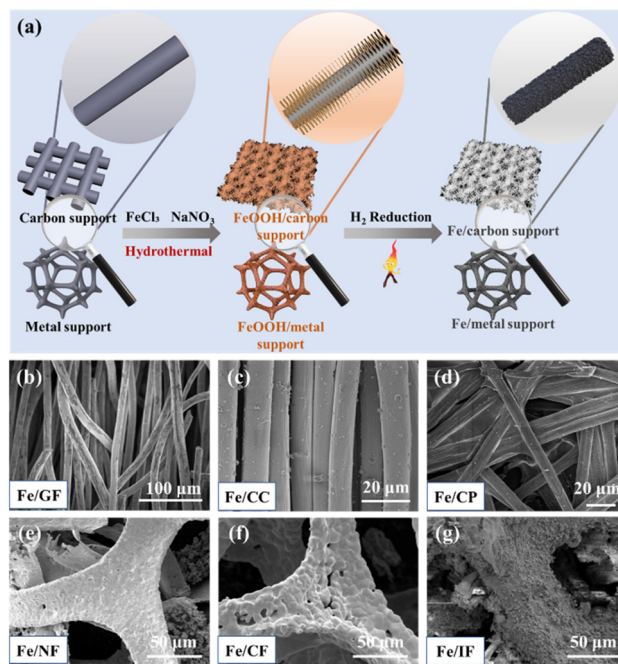 (a)
Carbon support
FeCl₃ NaNO₃
Hydrothermal
FeOOH/carbon
support
H₂ Reduction
Fe/carbon support
Metal support
FeOOH/metal
support
Fe/metal support
(b)
Fe/GF
100 µm
(c)
Fe/CC
20 µm
(d)
Fe/CP
20 µm
(e)
Fe/NF
50 µm
(f)
Fe/CF
50 µm
(g)
Fe/IF
50 µm